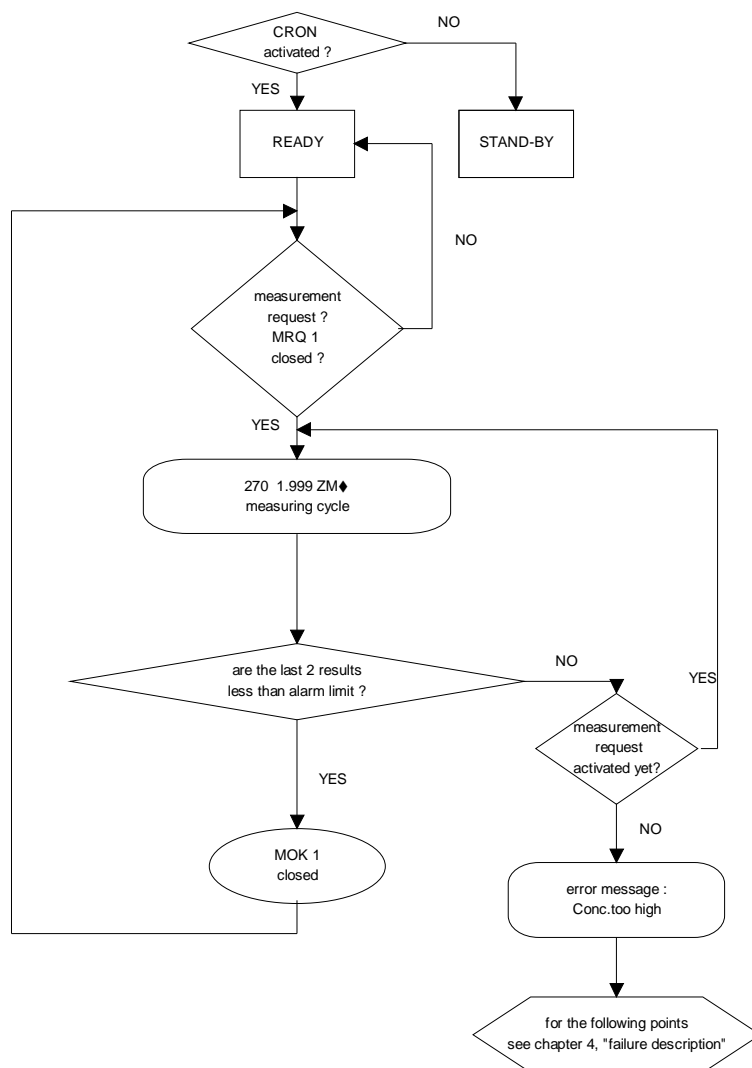 CRON
activated ?
NO
YES
READY
STAND-BY
NO
measurement
request ?
MRQ 1
closed ?
YES
270 1.999 ZM♦
measuring cycle
are the last 2 results
less than alarm limit ?
NO
YES
measurement
request
activated yet?
YES
NO
MOK 1
closed
error message :
Conc.too high
for the following points
see chapter 4, "failure description"